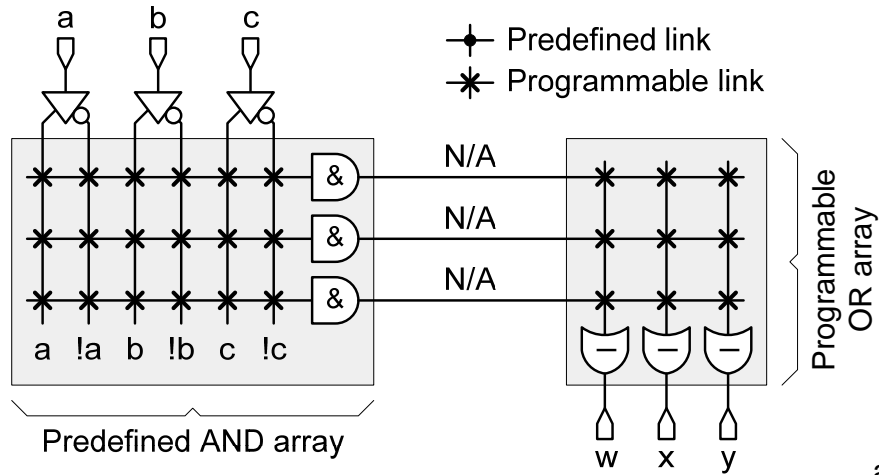 a b c
Predefined link
Programmable link
N/A
&
N/A
&
N/A
&
a !a b !b c !c
Predefined AND array
w x y
Programmable
OR array